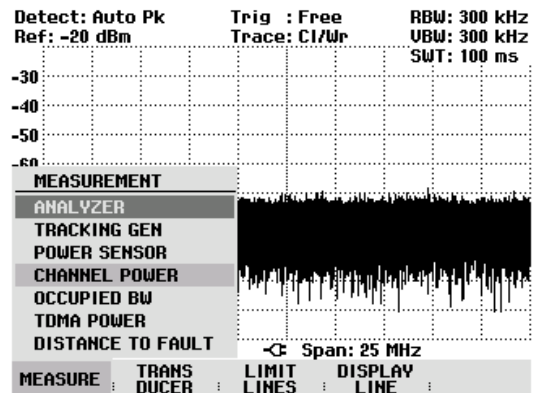 Detect: Auto Pk Trig : Free RBW: 300 kHz
Ref: -20 dBm Trace: Cl/Wr VBW: 300 kHz
SWT: 100 ms
-30
-40
-50
-60
MEASUREMENT
ANALYZER
TRACKING GEN
POWER SENSOR
CHANNEL POWER
OCCUPIED BW
TDMA POWER
DISTANCE TO FAULT
Span: 25 MHz
MEASURE TRANS LIMIT DISPLAY
DUCER LINES LINE